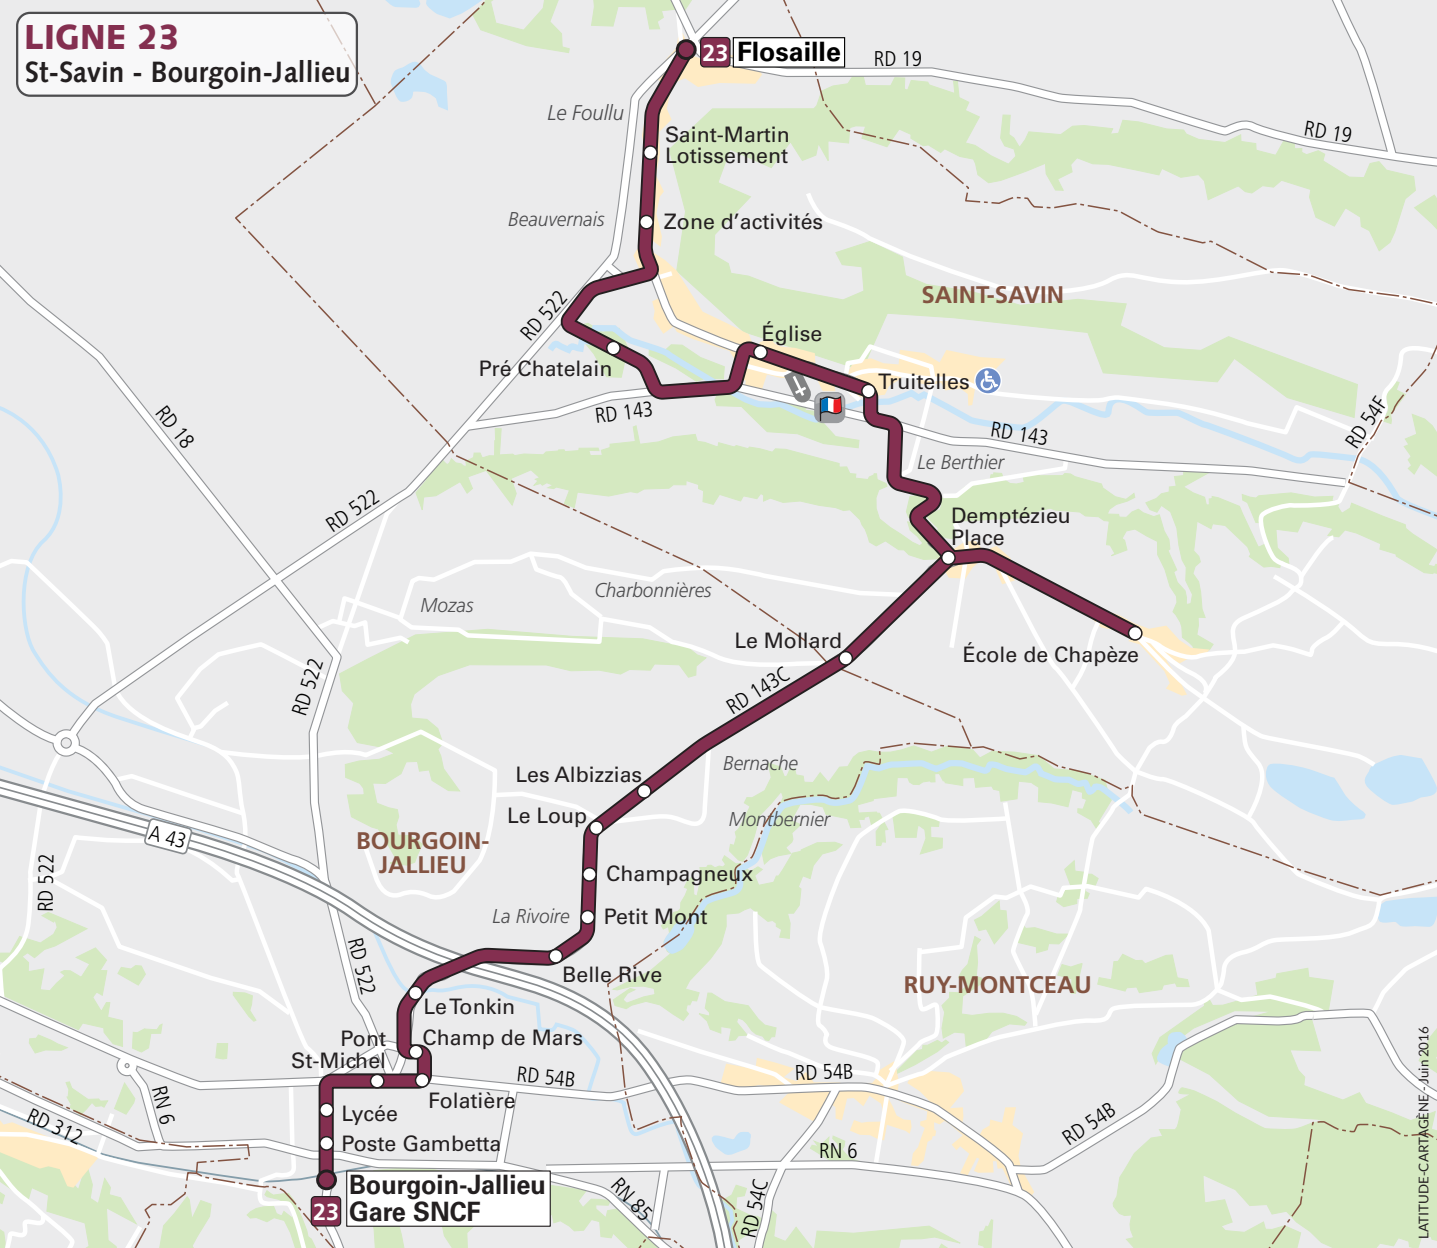 LIGNE 23
St-Savin - Bourgoin-Jallieu
23 Flosaille
RD 19
RD 19
Le Foullu
Saint-Martin
Lotissement
Beauvernais
Zone d'activités
SAINT-SAVIN
RD 522
Église
Pré Chatelain
Truitelles
RD 143
RD 143
RD 54F
RD 18
Le Berthier
RD 522
Demptézieu
Place
Charbonnières
Mozas
Le Mollard
École de Chapèze
RD 522
RD 143C
Bernache
Les Albizzias
Le Loup
Montbernier
A 43
BOURGOIN-
JALLIEU
RD 522
Champagneux
La Rivoire
Petit Mont
RD 522
Belle Rive
RUY-MONTCEAU
Le Tonkin
Pont
St-Michel
Champ de Mars
RD 54B
RD 54B
RN 6
Folatière
Lycée
RD 312
RD 54B
Poste Gambetta
RN 6
Bourgoin-Jallieu
Gare SNCF
23
RN 85
RD 54C
LATITUDE-CARTAGÈNE - Juin 2016